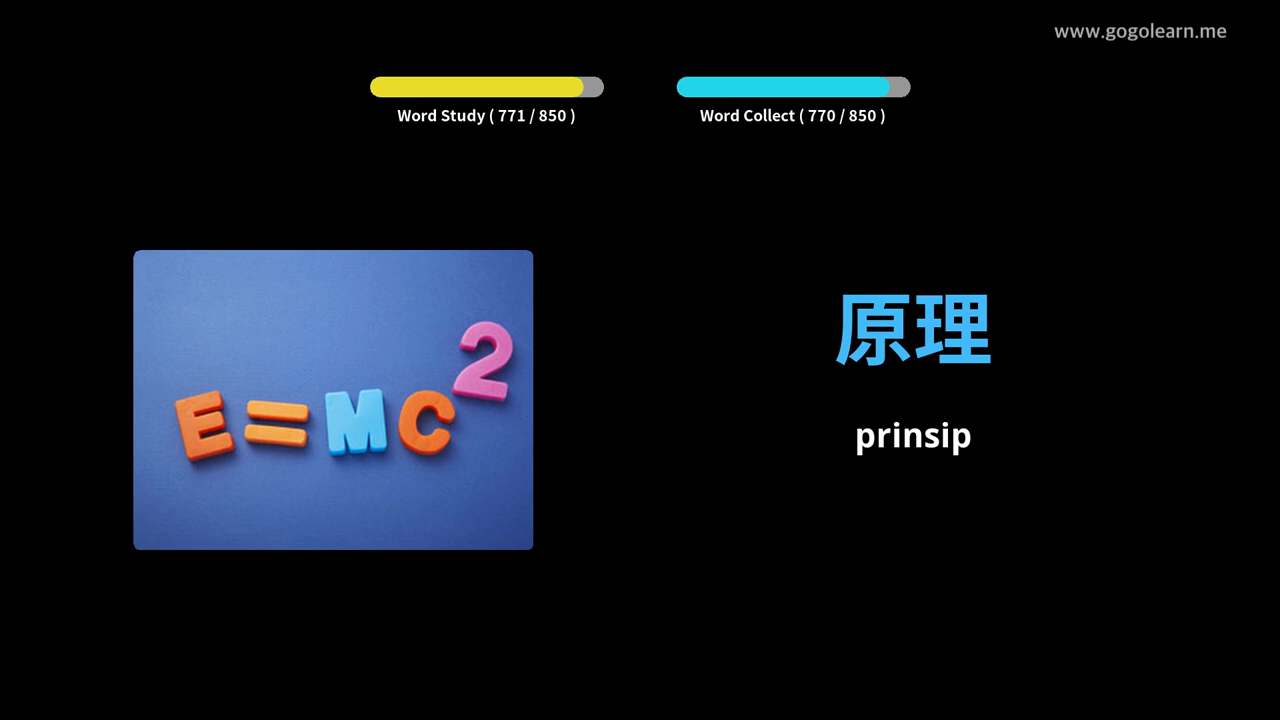 www.gogolearn.me
Word Study ( 771 / 850 )
Word Collect ( 770 / 850 )
E=MC²
原理
prinsip